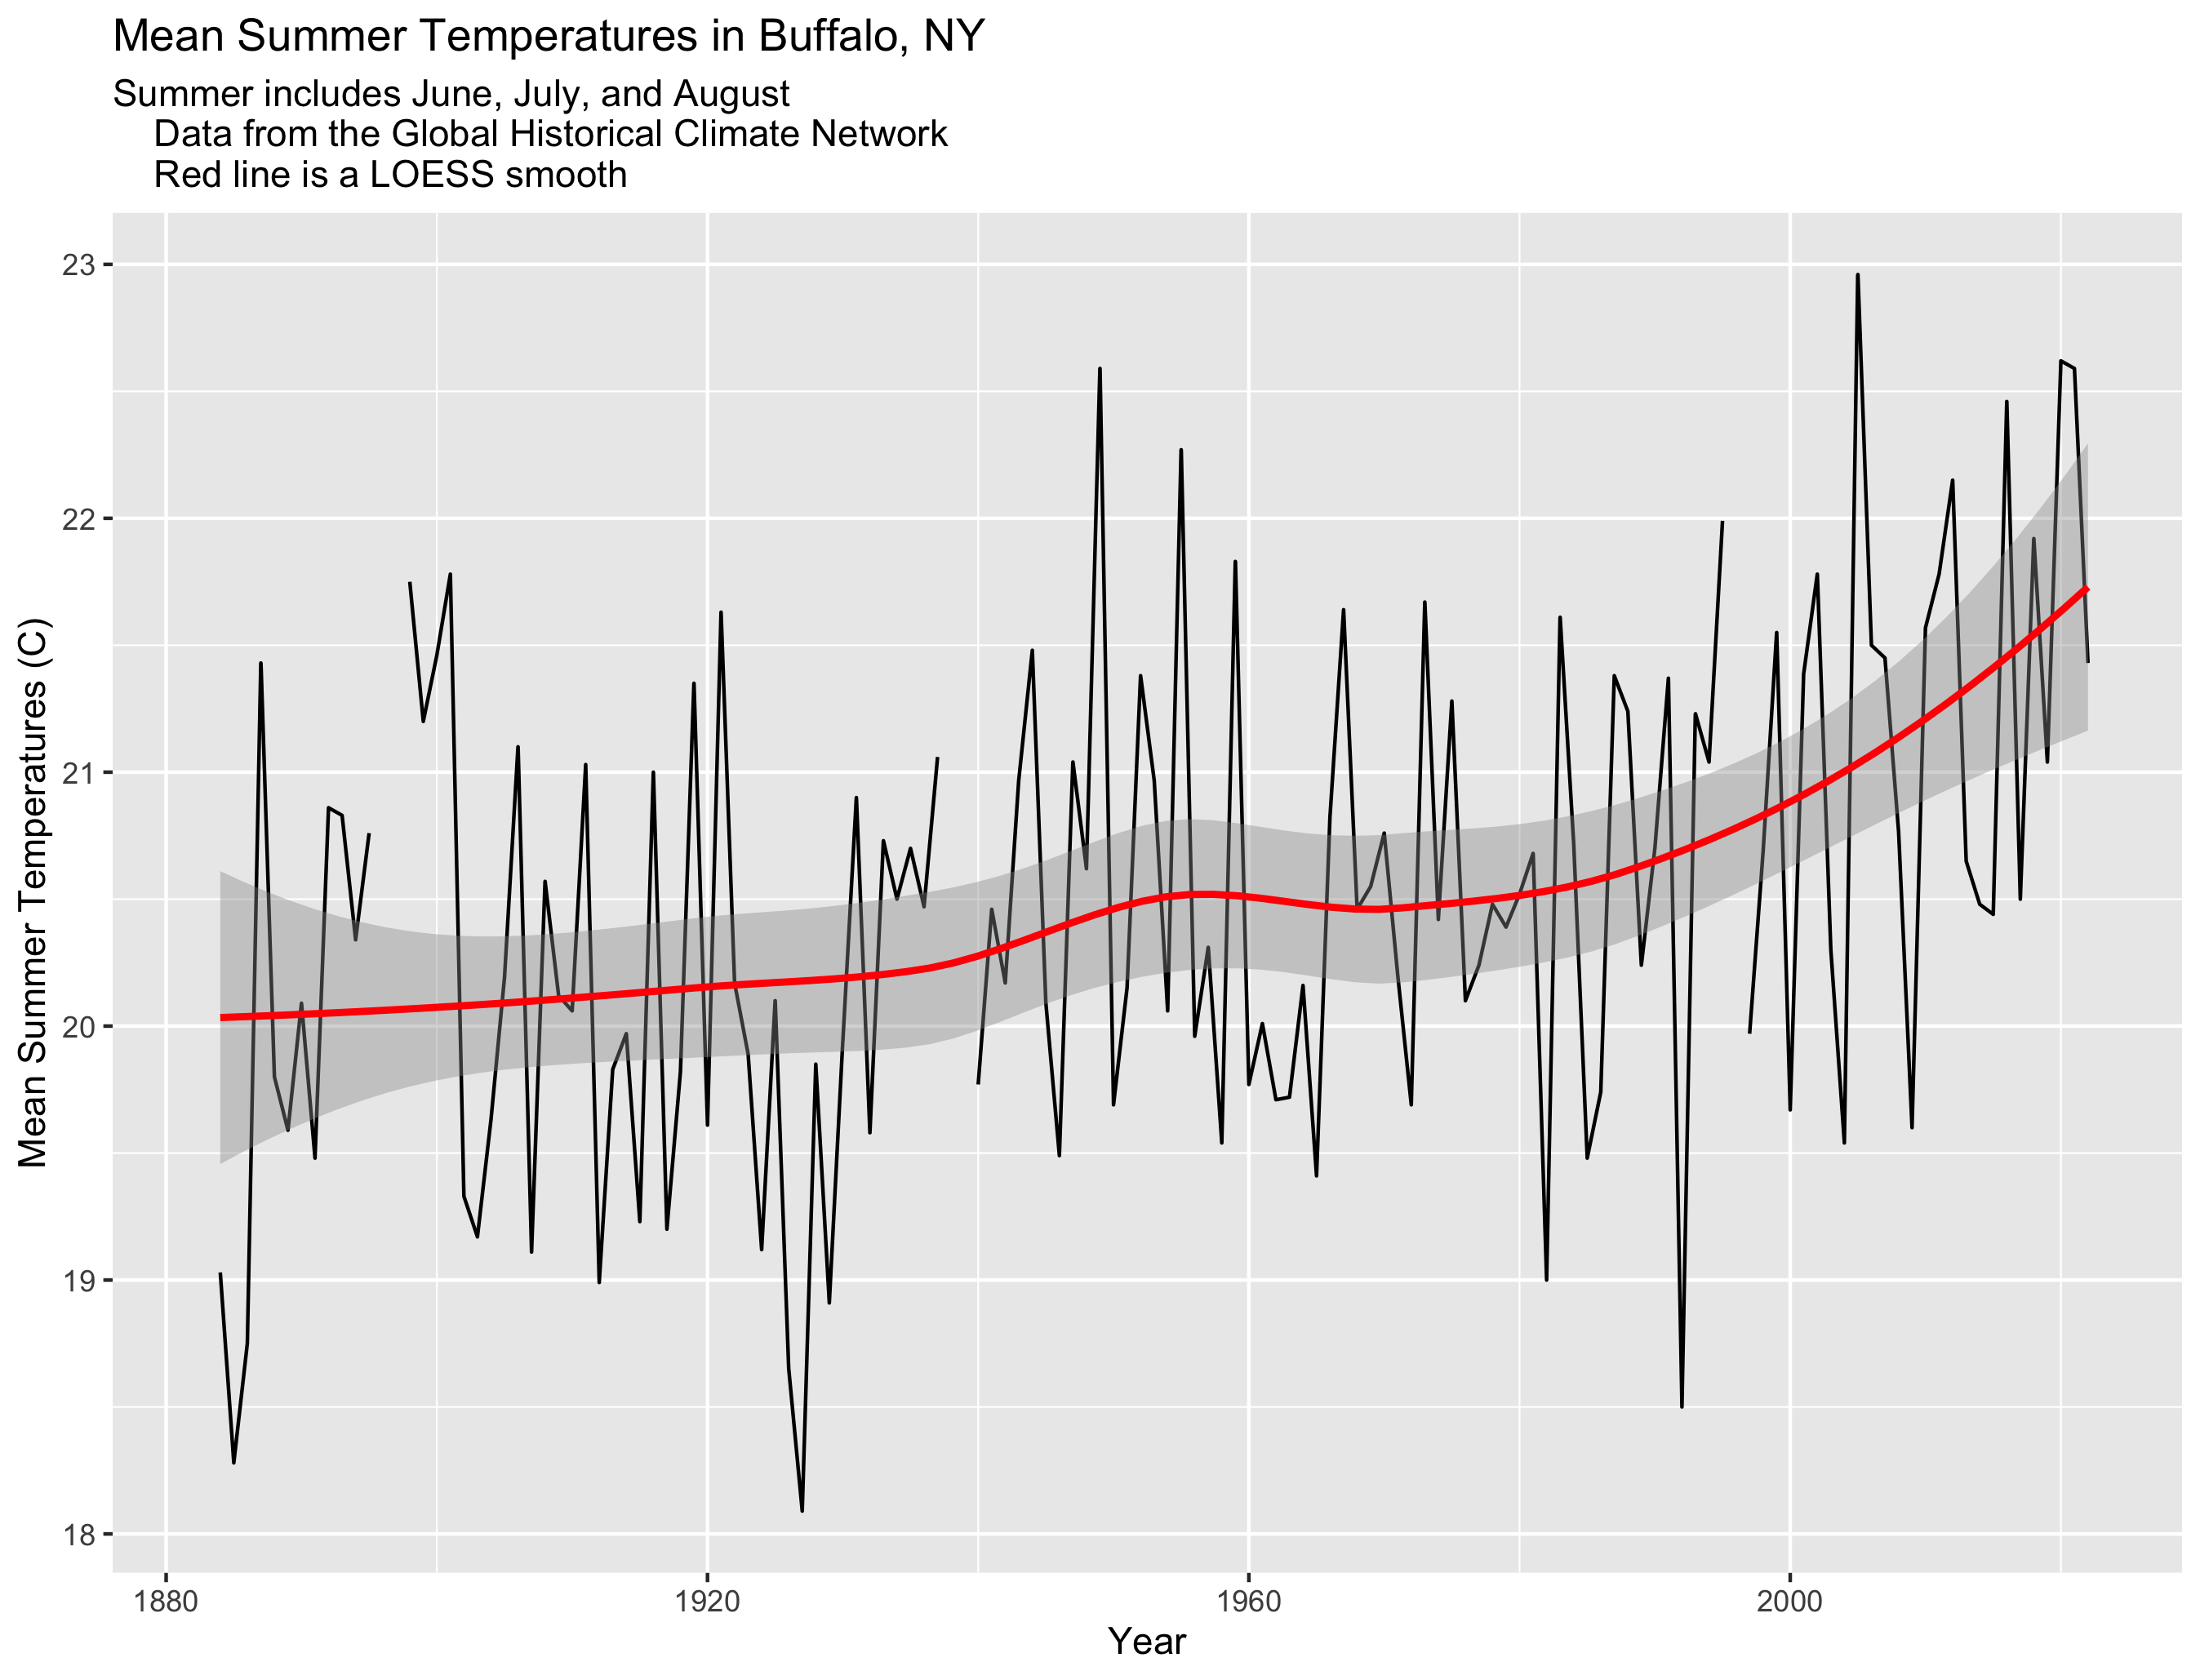 Mean Summer Temperatures in Buffalo, NY
Summer includes June, July, and August
Data from the Global Historical Climate Network
Red line is a LOESS smooth
Mean Summer Temperatures (C)
23
22
21
20
19
18
1880
1920
1960
2000
Year